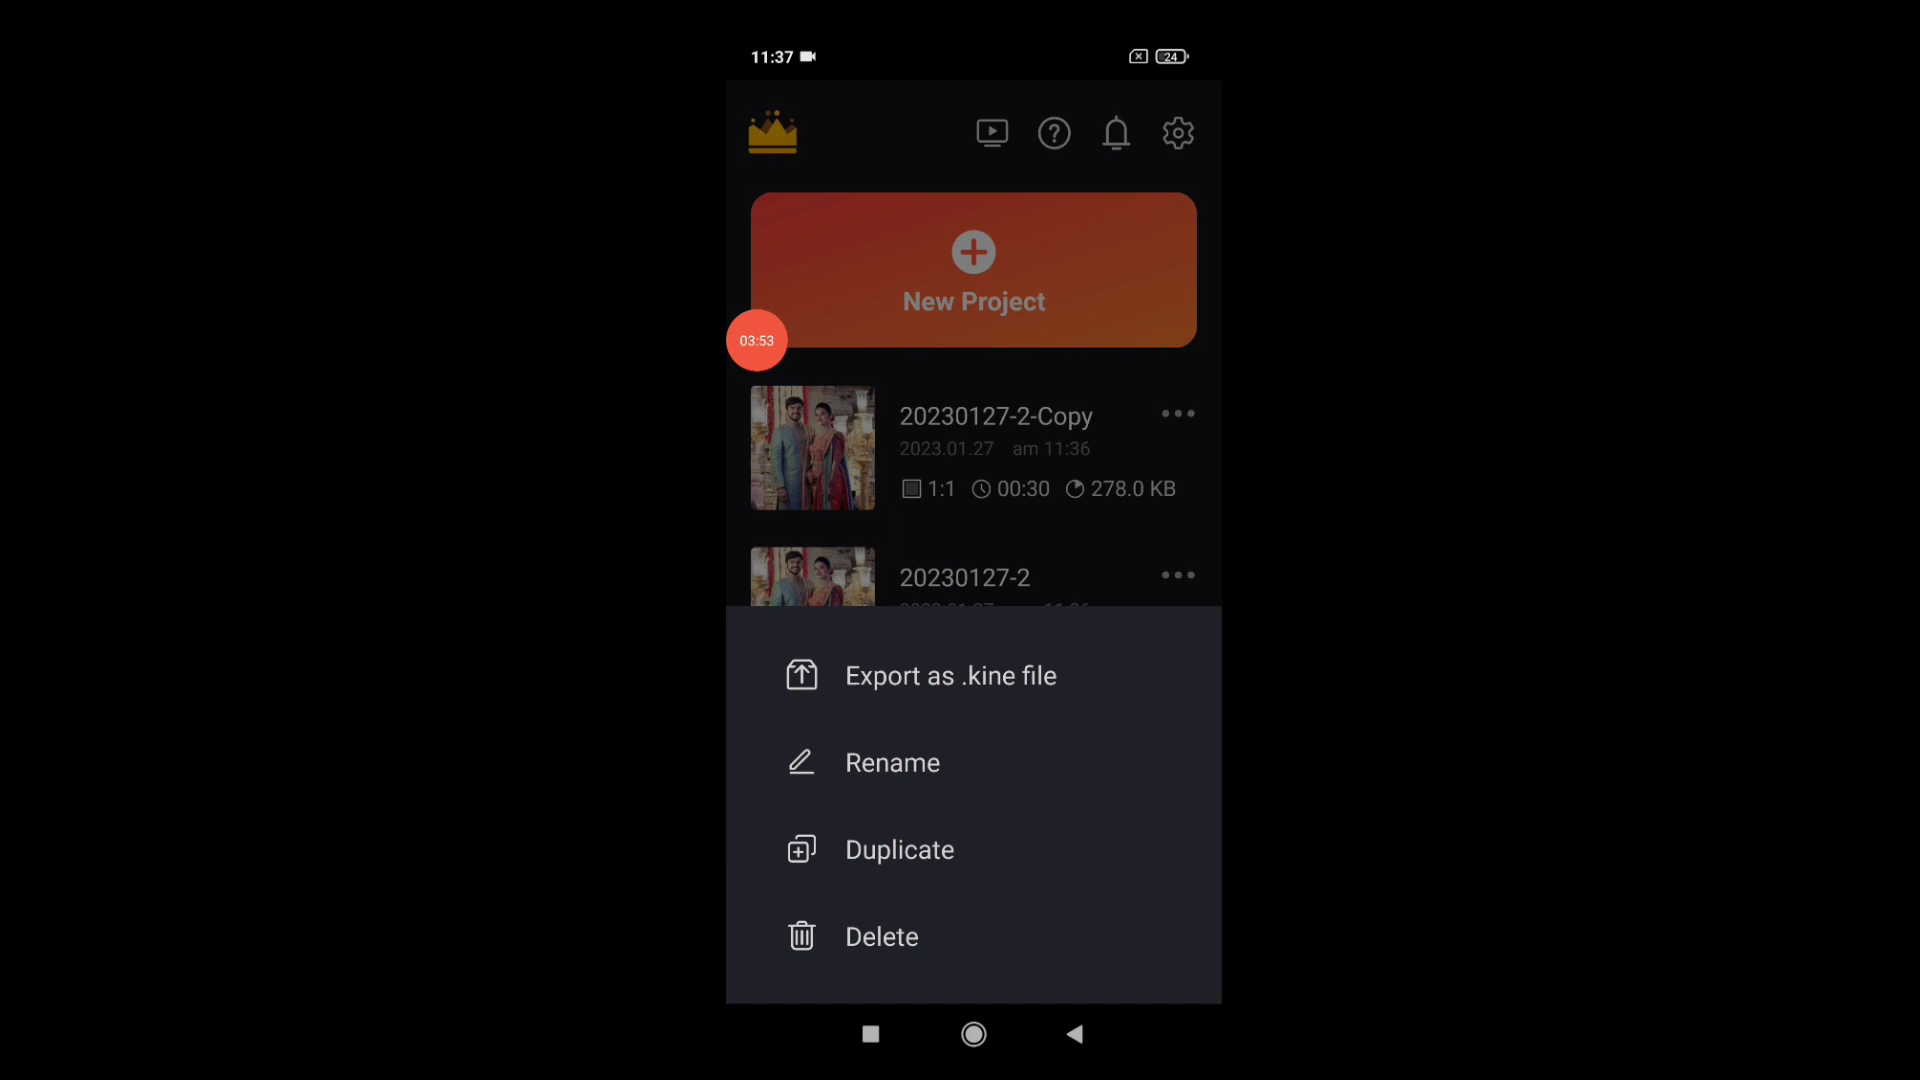 11:37
24
New Project
03:53
20230127-2-Copy
2023.01.27 am 11:36
1:1 00:30 278.0 KB
20230127-2
Export as .kine file
Rename
Duplicate
Delete